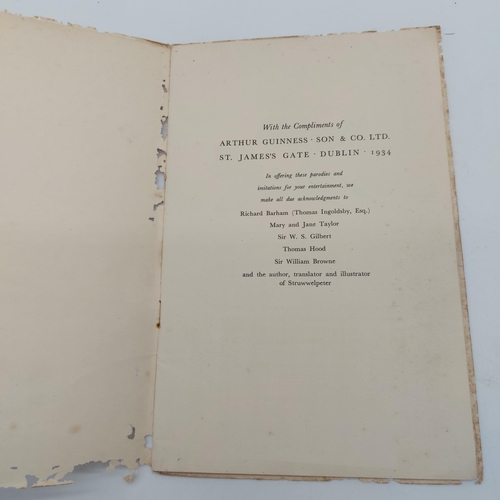 With the Compliments of
ARTHUR GUINNESS · SON & CO. LTD.
ST. JAMES'S GATE · DUBLIN · 1934
In offering these parodies and
imitations for your entertainment, we
make all due acknowledgments to
Richard Barham (Thomas Ingoldsby, Esq.)
Mary and Jane Taylor
Sir W. S. Gilbert
Thomas Hood
Sir William Browne
and the author, translator and illustrator
of Struwwelpeter